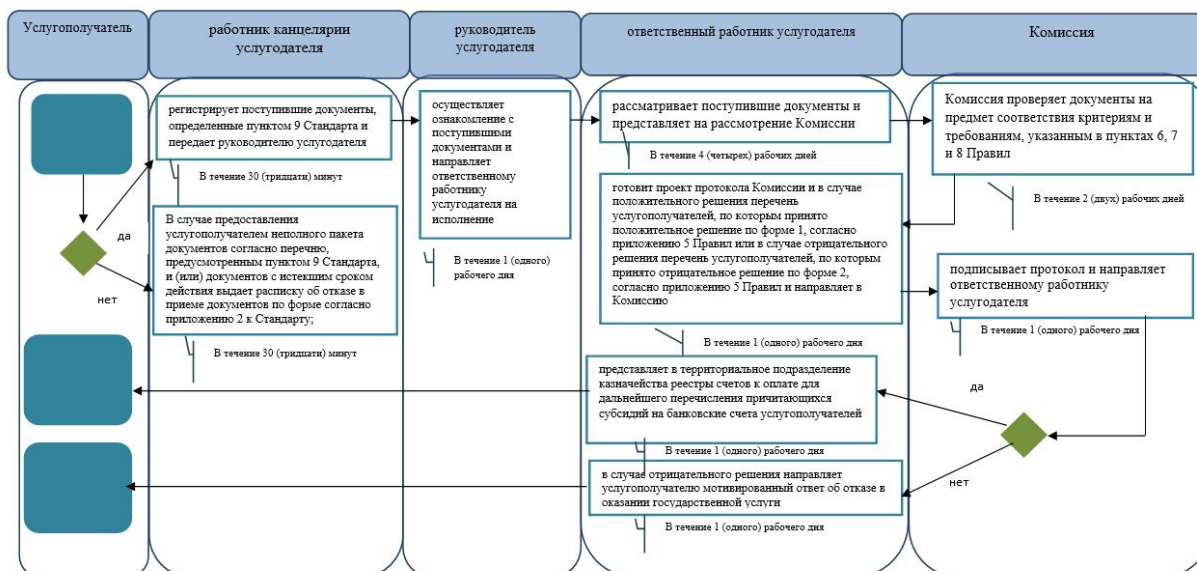 Услугополучатель
работник канцелярии
услугодателя
руководитель
услугодателя
ответственный работник услугодателя
Комиссия
регистрирует поступившие документы,
определенные пунктом 9 Стандарта и
передает руководителю услугодателя
В течение 30 (тридцати) минут
да
нет
В случае предоставления
услугополучателем неполного пакета
документов согласно перечню,
предусмотренным пунктом 9 Стандарта,
и (или) документов с истекшим сроком
действия выдает расписку об отказе в
приеме документов по форме согласно
приложению 2 к Стандарту;
В течение 30 (тридцати) минут
осуществляет
ознакомление с
поступившими
документами и
направляет
ответственному
работнику
услугодателя на
исполнение
В течение 1 (одного)
рабочего дня
рассматривает поступившие документы и
представляет на рассмотрение Комиссии
В течение 4 (четырех) рабочих дней
Комиссия проверяет документы на
предмет соответствия критериям и
требованиям, указанным в пунктах 6, 7
и 8 Правил
В течение 2 (двух) рабочих дней
готовит проект протокола Комиссии и в случае
положительного решения перечень
услугополучателей, по которым принято
положительное решение по форме 1, согласно
приложению 5 Правил или в случае отрицательного
решения перечень услугополучателей, по которым
принято отрицательное решение по форме 2,
согласно приложению 5 Правил и направляет в
Комиссию
В течение 1 (одного) рабочего дня
подписывает протокол и направляет
ответственному работнику
услугодателя
В течение 1 (одного) рабочего дня
да
нет
представляет в территориальное подразделение
казначейства реестры счетов к оплате для
дальнейшего перечисления причитающихся
субсидий на банковские счета услугополучателей
В течение 1 (одного) рабочего дня
в случае отрицательного решения направляет
услугополучателю мотивированный ответ об отказе в
оказании государственной услуги
В течение 1 (одного) рабочего дня